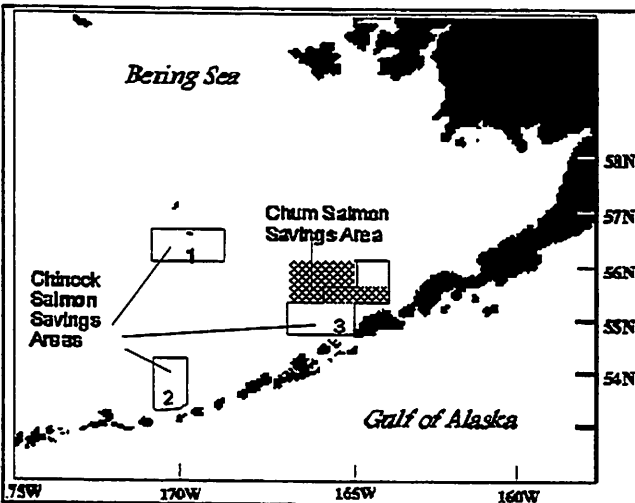 Bering Sea
58N
57N
Chum Salmon
Savings Area
1
Chinook
Salmon
Savings
Areas
56N
3
55N
2
54N
Gulf of Alaska
75W
170W
165W
160W